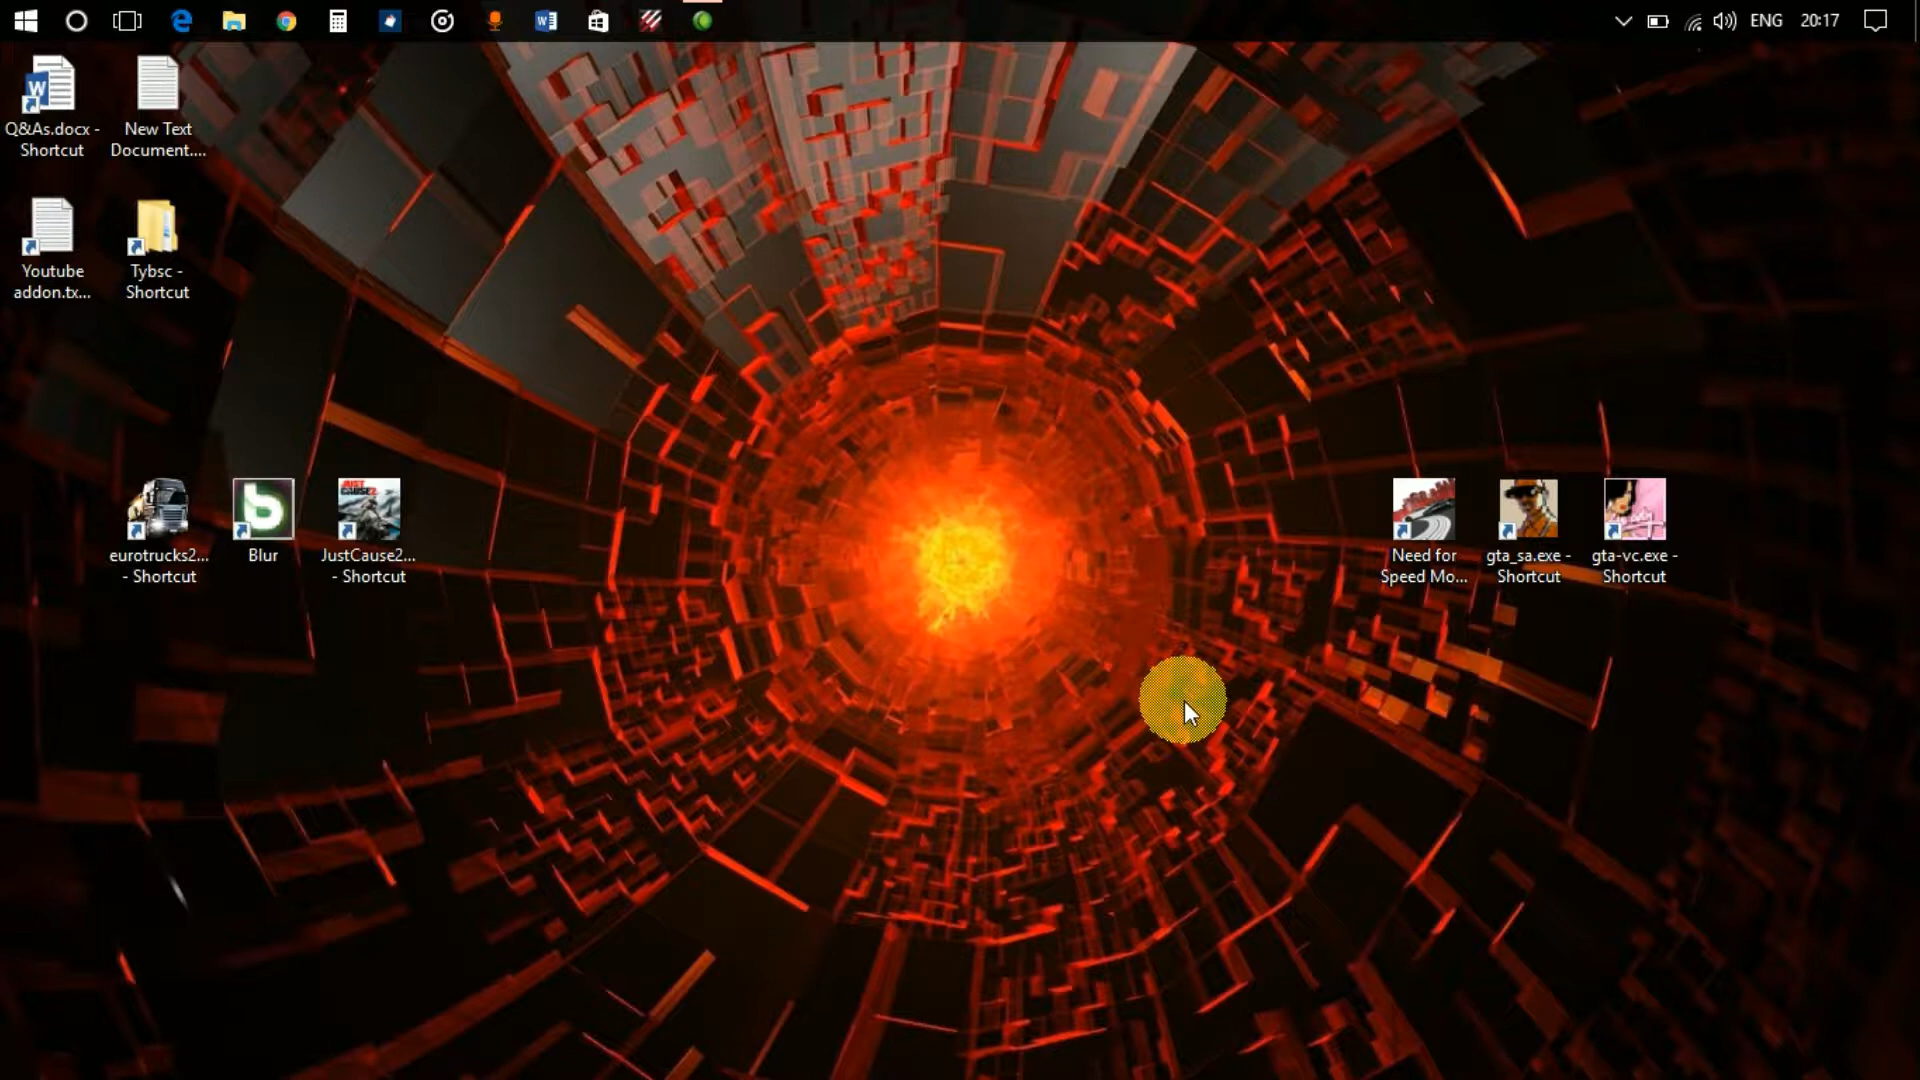 ENG 20:17
Q&As.docx -
Shortcut
New Text
Document....
Youtube
addon.tx...
Tybsc -
Shortcut
eurotrucks2...
- Shortcut
Blur
JustCause2...
- Shortcut
Need for
Speed Mo...
gta_sa.exe -
Shortcut
gta-vc.exe -
Shortcut